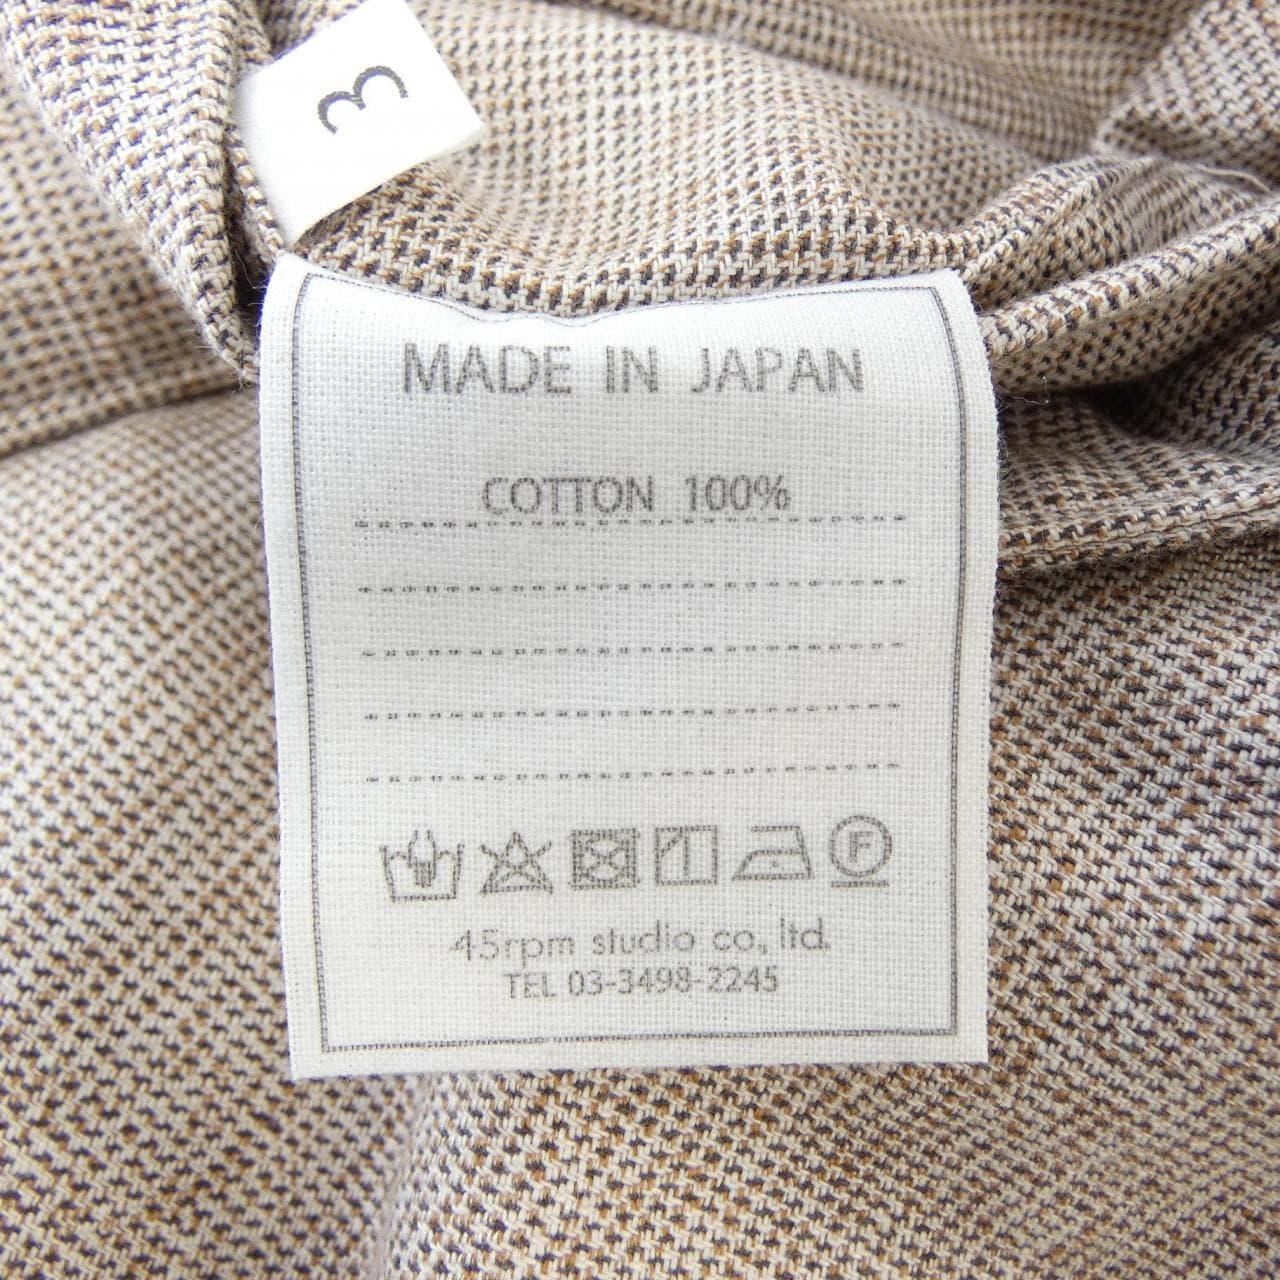 3
MADE IN JAPAN
COTTON 100%
F
45rpm studio co., ltd.
TEL 03-3498-2245